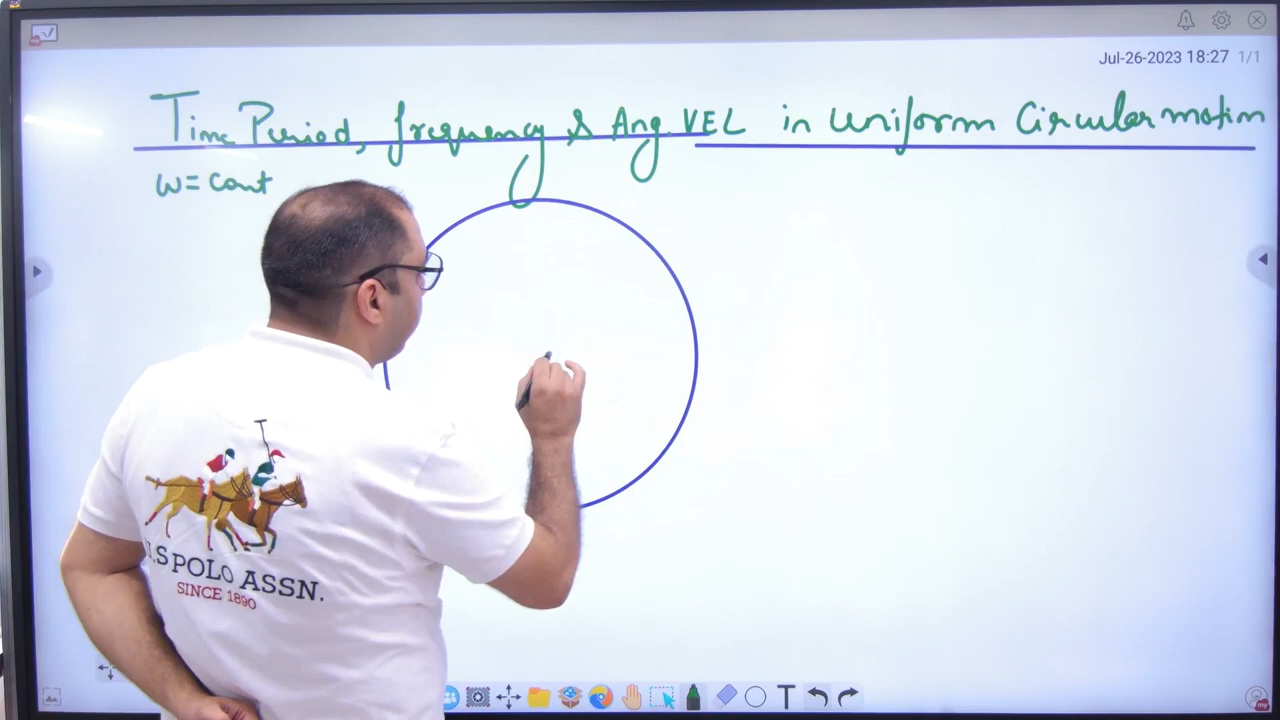 Jul-26-2023 18:27 1/1
Time Period, frequency & Ang. VEL in Uniform Circular motion
ω = cont
U.S POLO ASSN.
SINCE 1890